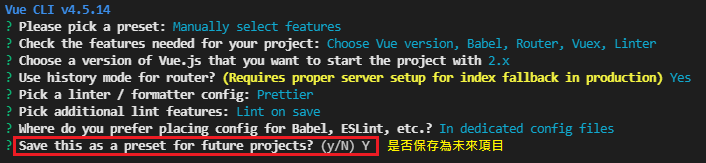 Vue CLI v4.5.14
? Please pick a preset: Manually select features
? Check the features needed for your project: Choose Vue version, Babel, Router, Vuex, Linter
? Choose a version of Vue.js that you want to start the project with 2.x
? Use history mode for router? (Requires proper server setup for index fallback in production) Yes
? Pick a linter / formatter config: Prettier
? Pick additional lint features: Lint on save
? Where do you prefer placing config for Babel, ESLint, etc.? In dedicated config files
? Save this as a preset for future projects? (y/N) Y 是否保存為未來項目